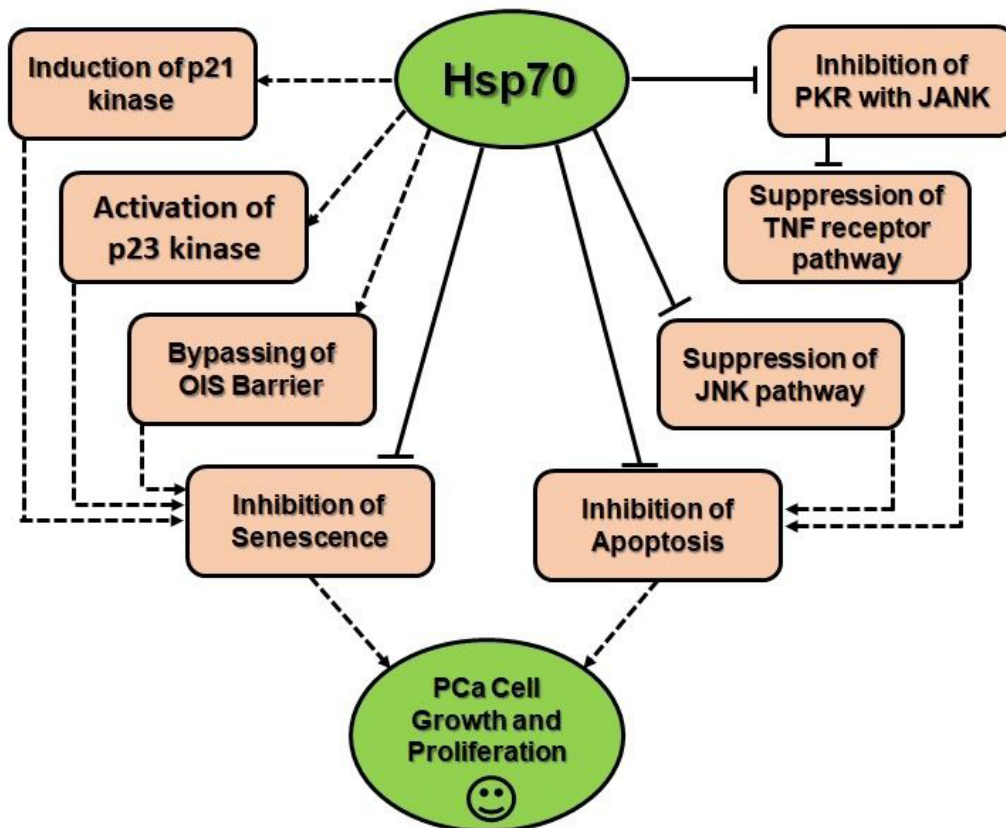 Hsp70
Induction of p21
kinase
Inhibition of
PKR with JANK
Activation of
p23 kinase
Suppression of
TNF receptor
pathway
Bypassing of
OIS Barrier
Suppression of
JNK pathway
Inhibition of
Senescence
Inhibition of
Apoptosis
PCa Cell
Growth and
Proliferation